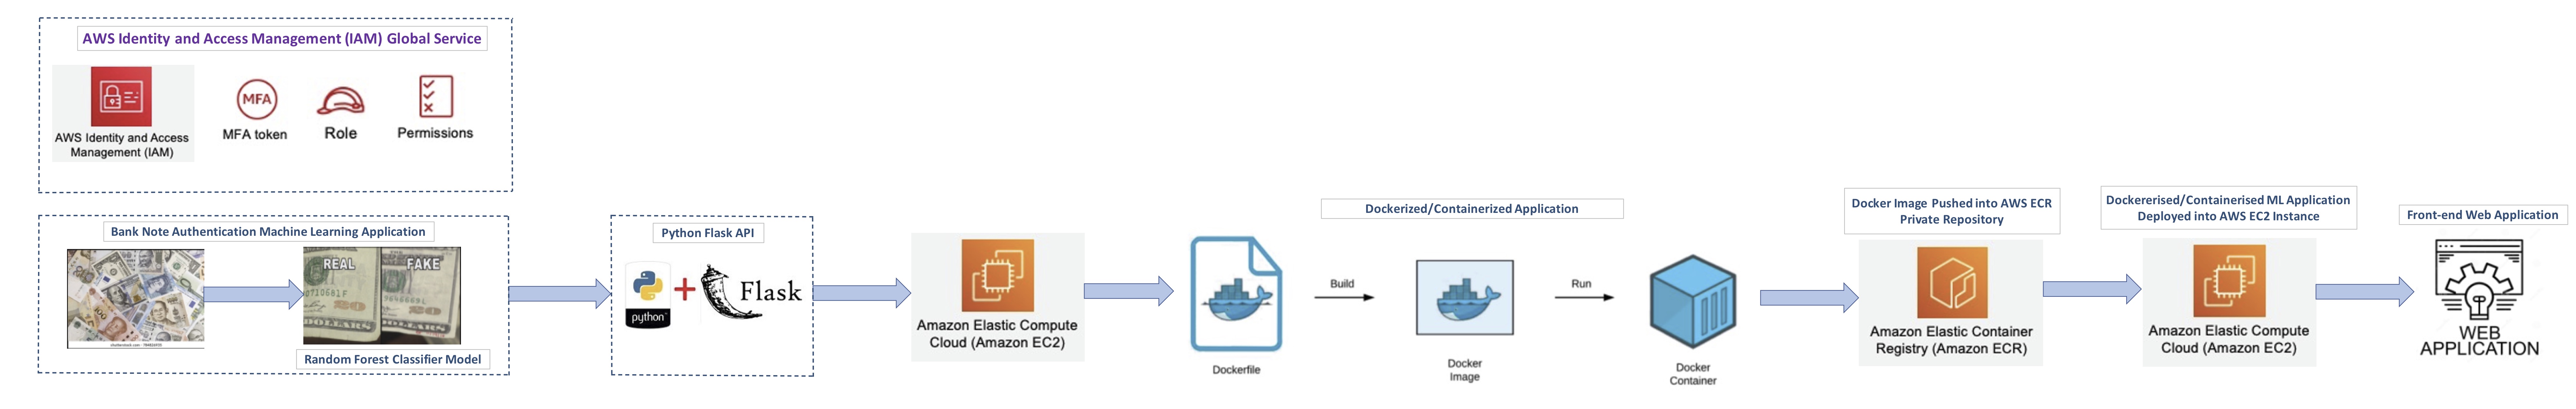 AWS Identity and Access Management (IAM) Global Service
AWS Identity and Access
Management (IAM)
MFA
MFA token
Role
Permissions
Bank Note Authentication Machine Learning Application
REAL
FAKE
20
20
DOLLARS
DOLLARS
Random Forest Classifier Model
Python Flask API
python
Flask
Amazon Elastic Compute
Cloud (Amazon EC2)
Dockerfile
Dockerized/Containerized Application
Build
Docker
Image
Run
Docker
Container
Docker Image Pushed into AWS ECR
Private Repository
Amazon Elastic Container
Registry (Amazon ECR)
Dockererised/Containerised ML Application
Deployed into AWS EC2 Instance
Amazon Elastic Compute
Cloud (Amazon EC2)
Front-end Web Application
WEB
APPLICATION